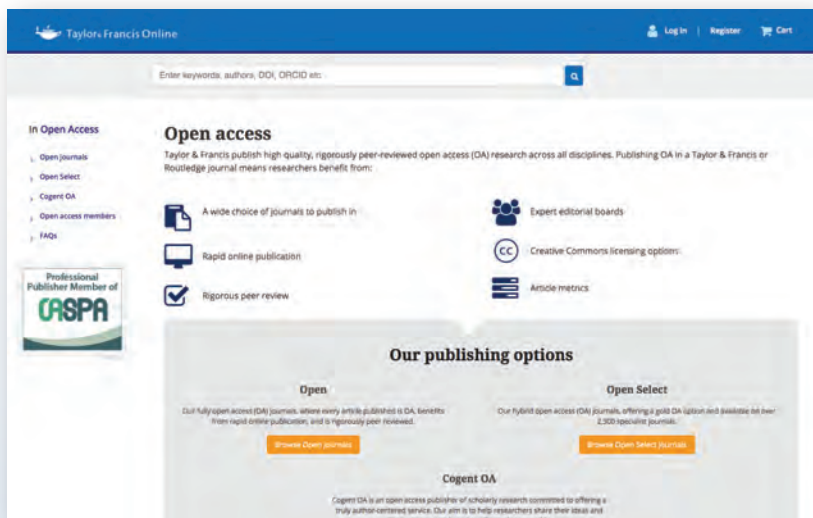 Taylor & Francis Online
Log in | Register Cart
Enter keywords, authors, DOI, ORCID etc
In Open Access
Open journals
Open Select
Cogent OA
Open access members
FAQs
Professional
Publisher Member of
OASPA
Open access
Taylor & Francis publish high quality, rigorously peer-reviewed open access (OA) research across all disciplines. Publishing OA in a Taylor & Francis or
Routledge journal means researchers benefit from:
A wide choice of journals to publish in
Expert editorial boards
Rapid online publication
CC
Creative Commons licensing options
Rigorous peer review
Article metrics
Our publishing options
Open
Our fully open access (OA) journals, where every article published is OA, benefits
from rapid online publication, and is rigorously peer reviewed.
Browse Open Journals
Open Select
Our hybrid open access (OA) journals, offering a gold OA option and available on over
2,300 specialist journals.
Browse Open Select Journals
Cogent OA
Cogent OA is an open access publisher of scholarly research committed to offering a
truly author-centered service. Our aim is to help researchers share their ideas and